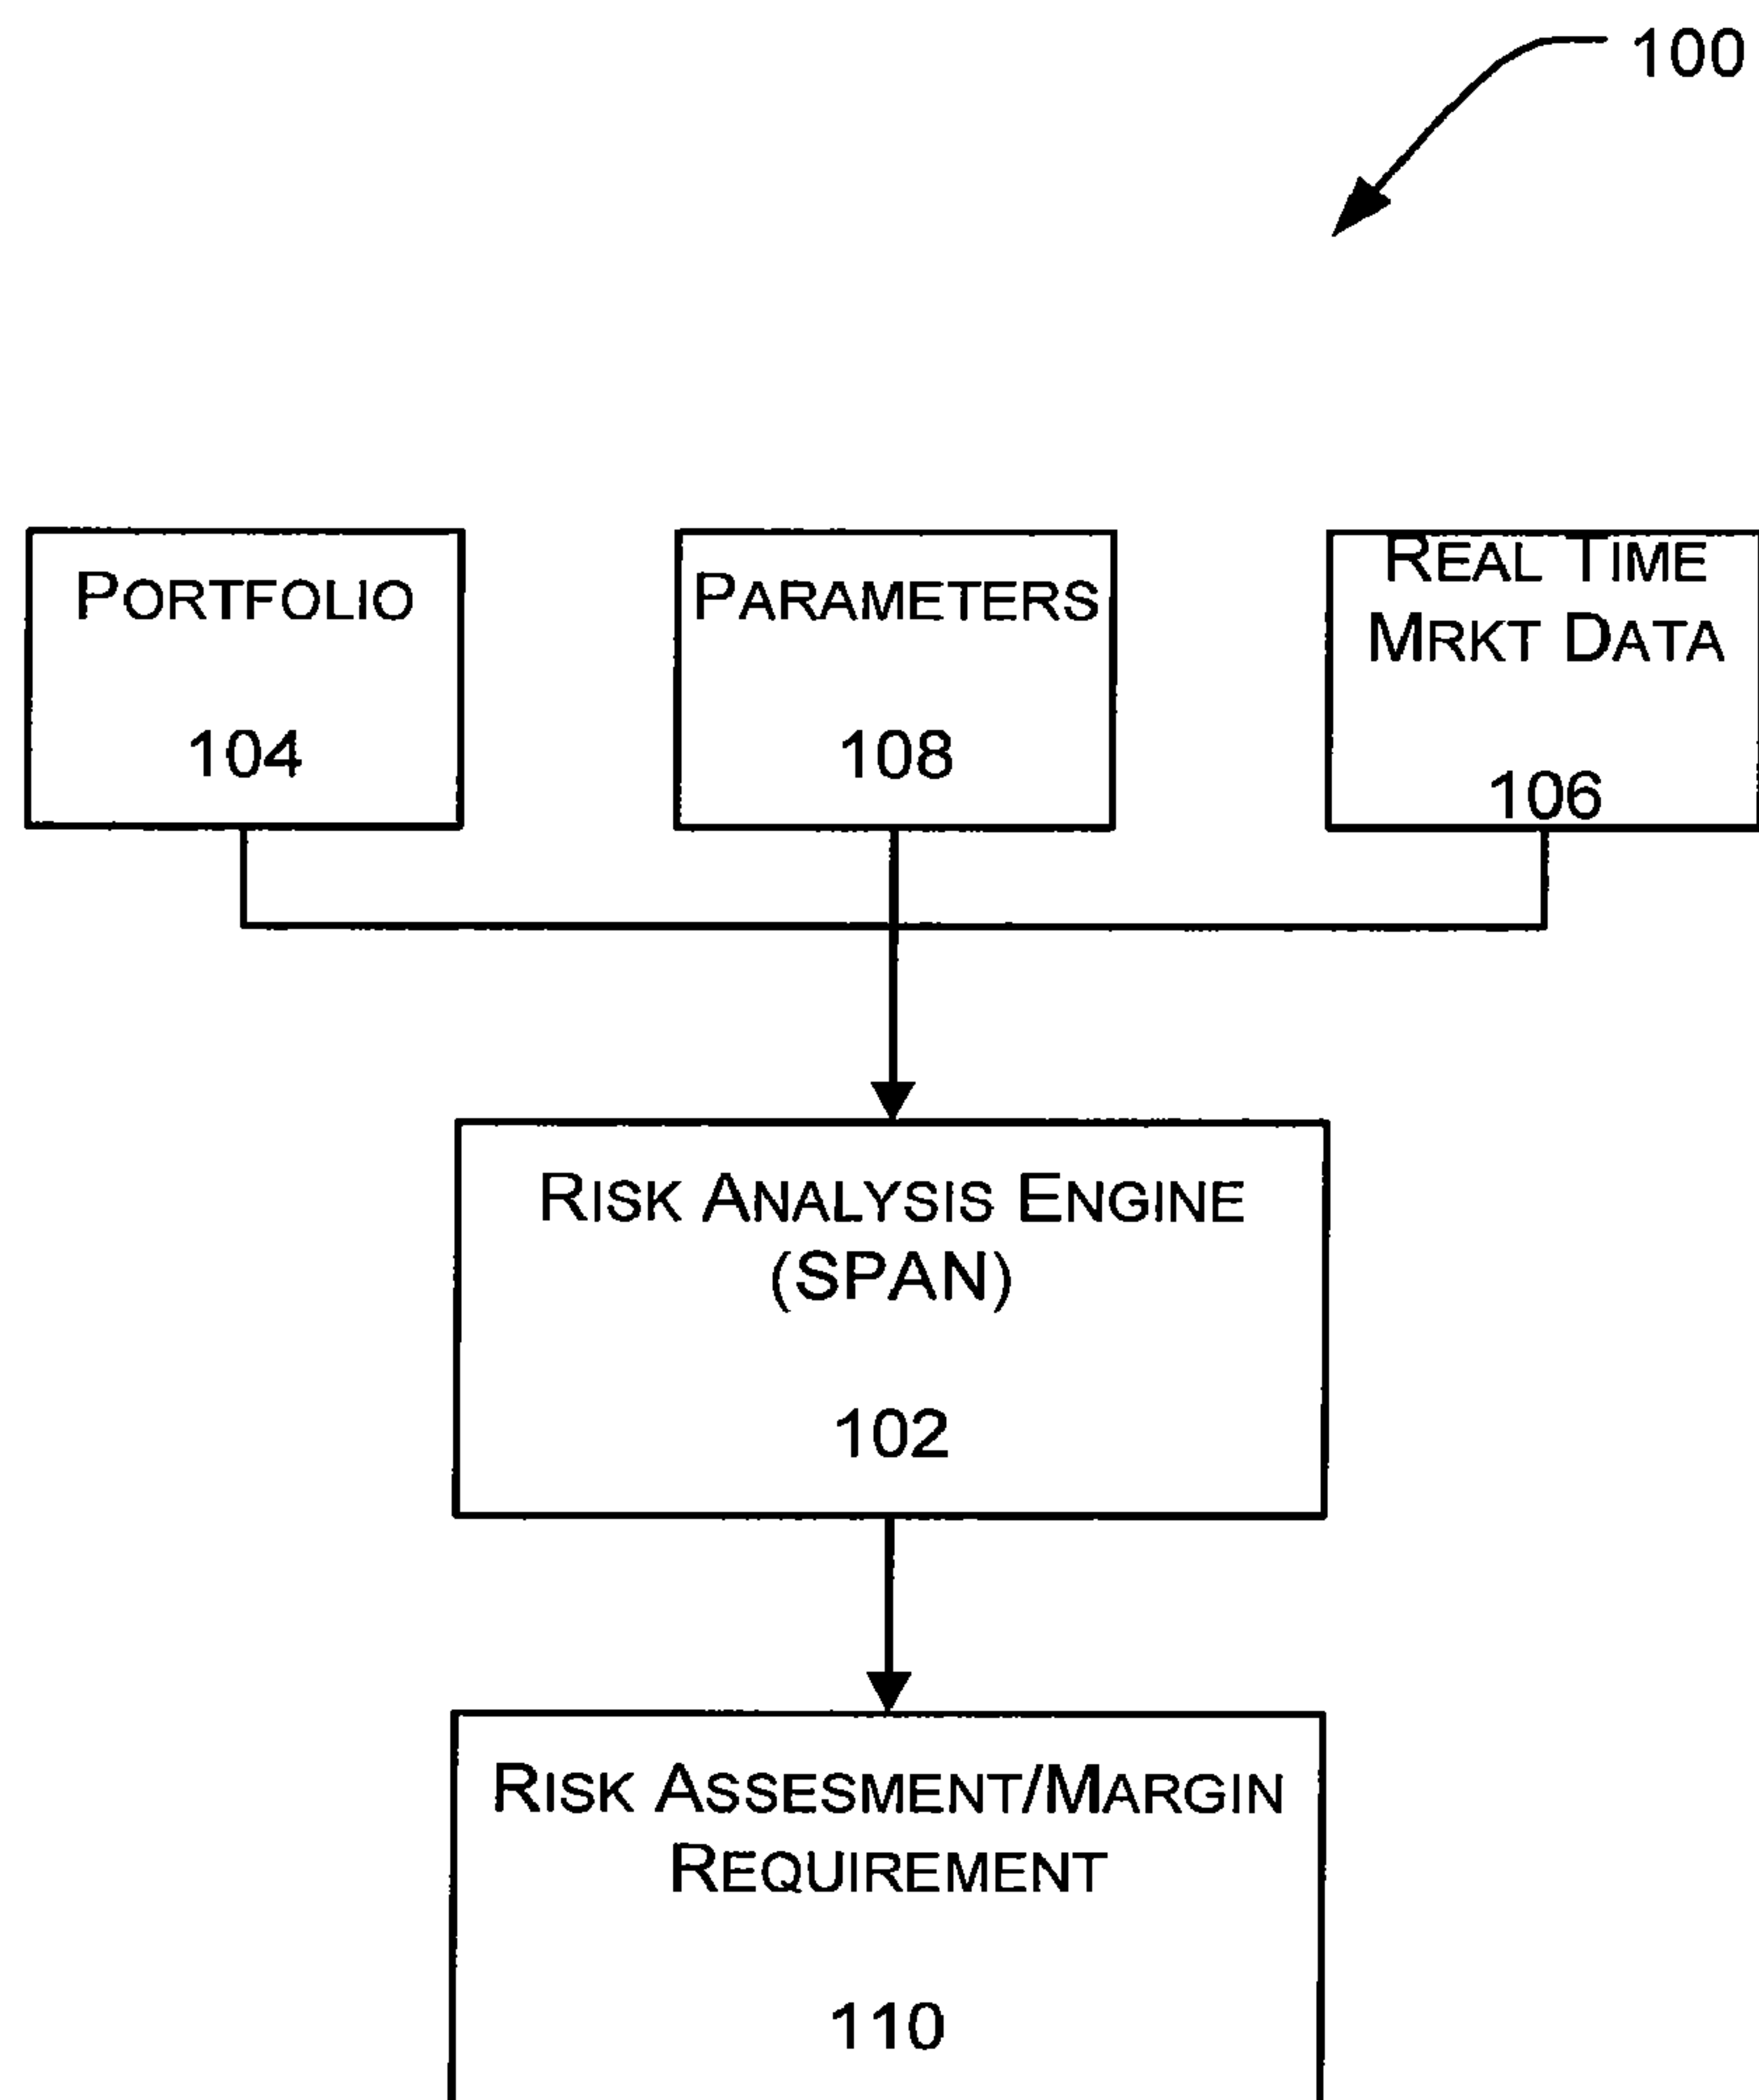 100
PORTFOLIO
104
PARAMETERS
108
REAL TIME
MRKT DATA
106
RISK ANALYSIS ENGINE
(SPAN)
102
RISK ASSESMENT/MARGIN
REQUIREMENT
110